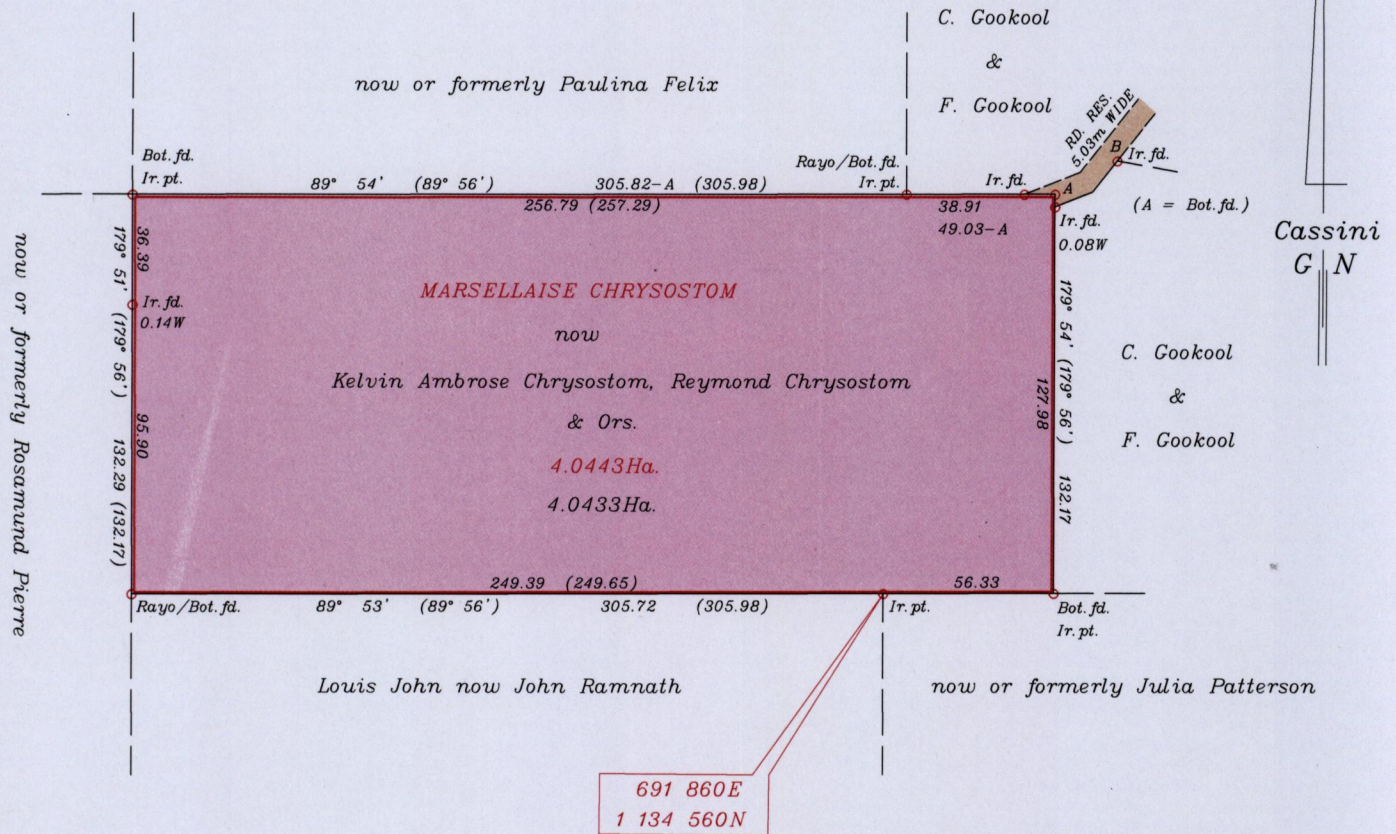 C. Gookool
&
F. Gookool
now or formerly Paulina Felix
RD. RES.
5.03m WIDE
B
Ir. fd.
Bot. fd.
Ir. pt.
89° 54' (89° 56') 305.82-A (305.98)
Rayo/Bot. fd.
Ir. pt.
Ir. fd.
A
(A = Bot. fd.)
256.79 (257.29)
38.91
49.03-A
Ir. fd.
0.08W
Cassini
G N
now or formerly Rosamund Pierre
179° 51' (179° 56') 132.29 (132.17)
36.39
Ir. fd.
0.14W
95.90
MARSELLAISE CHRYSOSTOM
now
Kelvin Ambrose Chrysostom, Reymond Chrysostom
& Ors.
4.0443Ha.
4.0433Ha.
127.98
179° 54' (179° 56') 132.17
C. Gookool
&
F. Gookool
249.39 (249.65)
56.33
Rayo/Bot. fd.
89° 53' (89° 56') 305.72 (305.98)
Ir. pt.
Bot. fd.
Ir. pt.
Louis John now John Ramnath
now or formerly Julia Patterson
691 860E
1 134 560N